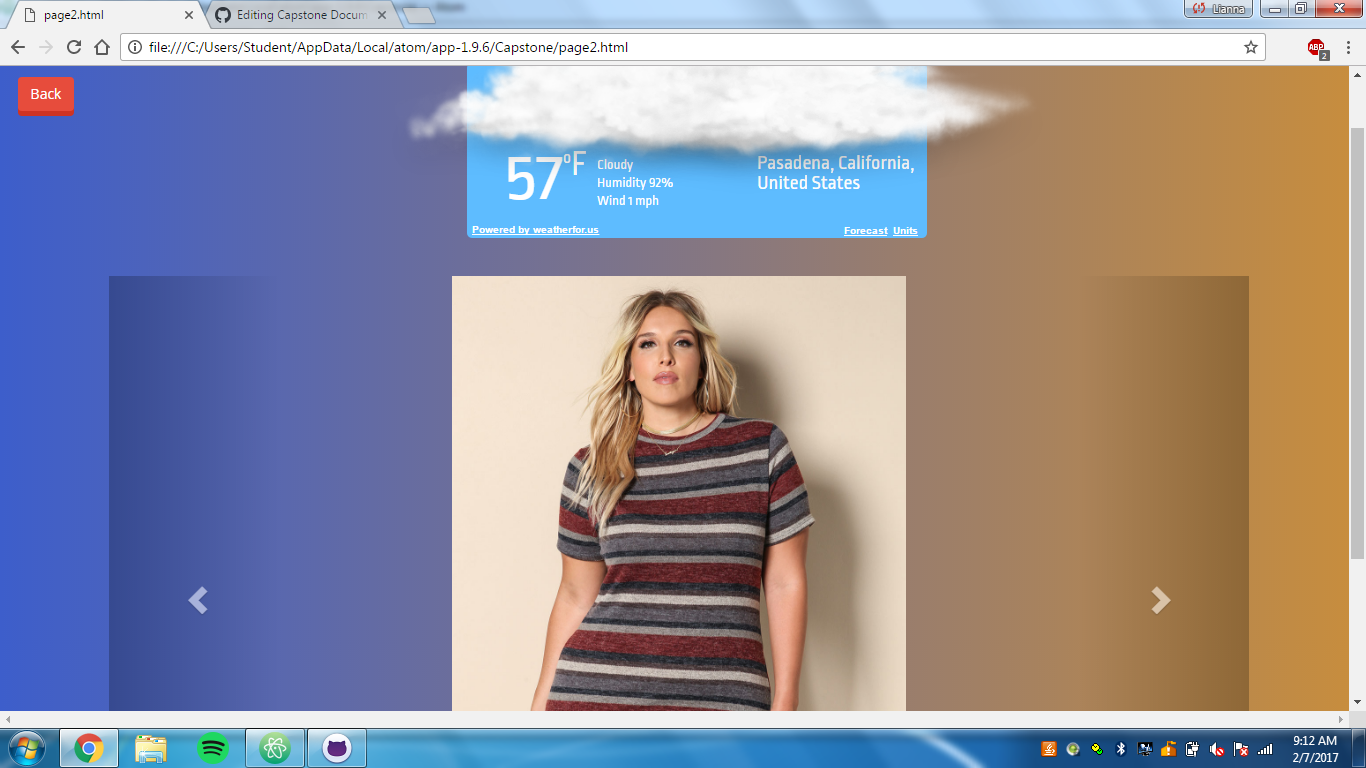 page2.html
Editing Capstone Docum
Lianna
file:///C:/Users/Student/AppData/Local/atom/app-1.9.6/Capstone/page2.html
ABP
2
Back
57°F
Cloudy
Humidity 92%
Wind 1 mph
Pasadena, California,
United States
Powered by weatherfor.us
Forecast Units
9:12 AM
2/7/2017